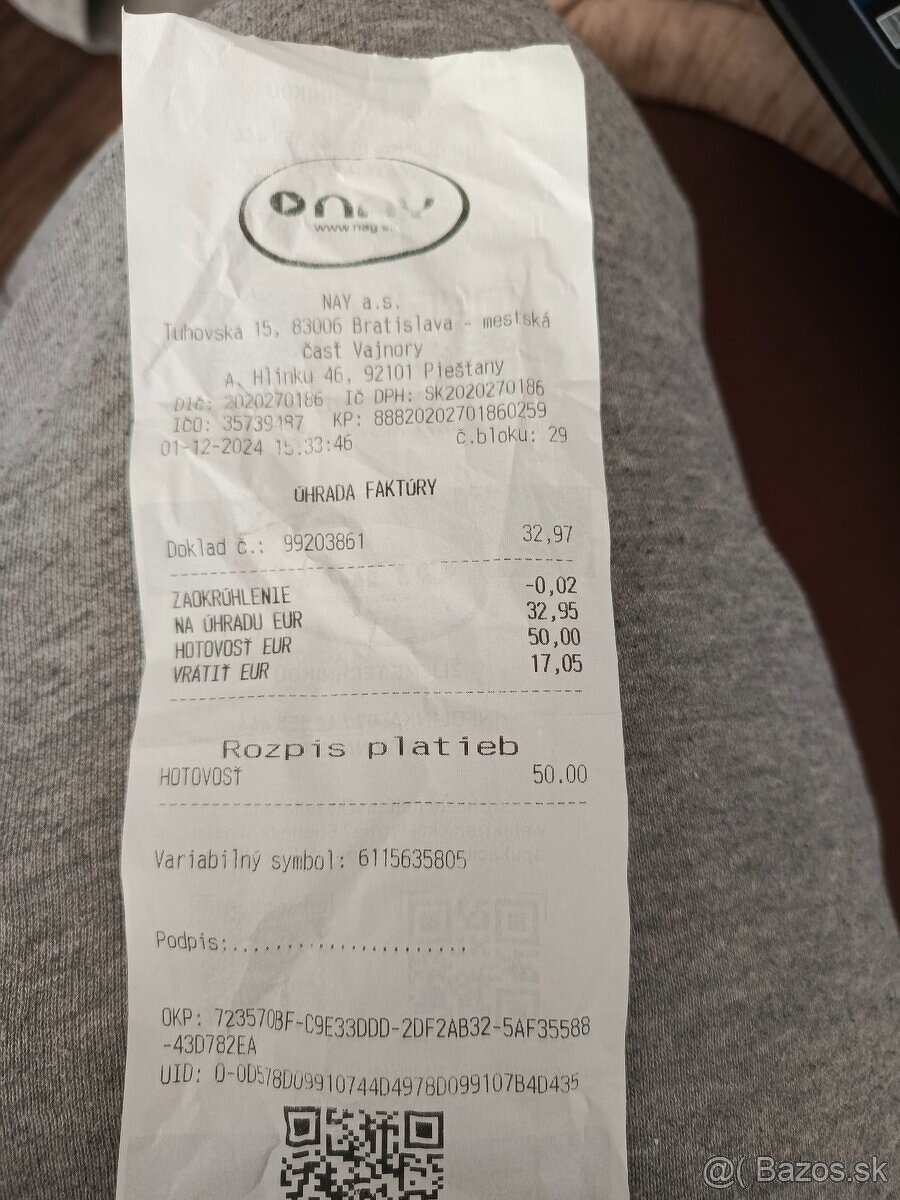 nay
www.nay.s
NAY a.s.
Tuhovská 15, 83006 Bratislava - mestská
časť Vajnory
A. Hlinku 46, 92101 Piešťany
DIČ: 2020270186 IČ DPH: SK2020270186
IČO: 35739487 KP: 88820202701860259
01-12-2024 15:33:46 č.bloku: 29
ÚHRADA FAKTÚRY
Doklad č.: 99203861 32,97
ZAOKRÚHLENIE -0,02
NA ÚHRADU EUR 32,95
HOTOVOSŤ EUR 50,00
VRÁTIŤ EUR 17,05
Rozpis platieb
HOTOVOSŤ 50.00
Variabilný symbol: 6115635805
Podpis:......................
OKP: 723570BF-C9E33DDD-2DF2AB32-5AF35588
-43D782EA
UID: O-0D578D09910744D4978D099107B4D435
@( Bazos.sk